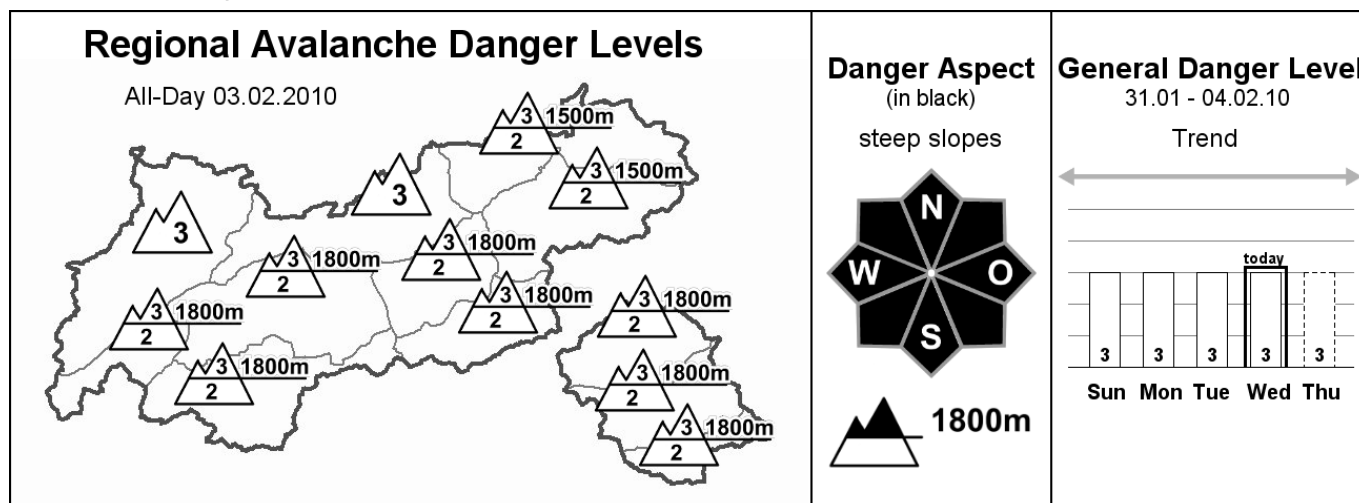 Regional Avalanche Danger Levels
All-Day 03.02.2010
3 1500m
2
3 1500m
2
3
3
3 1800m
2
3 1800m
2
3 1800m
2
3 1800m
2
3 1800m
2
3 1800m
2
3 1800m
2
3 1800m
2
Danger Aspect
(in black)
steep slopes
N
W O
S
1800m
General Danger Level
31.01 - 04.02.10
Trend
today
3 3 3 3 3
Sun Mon Tue Wed Thu